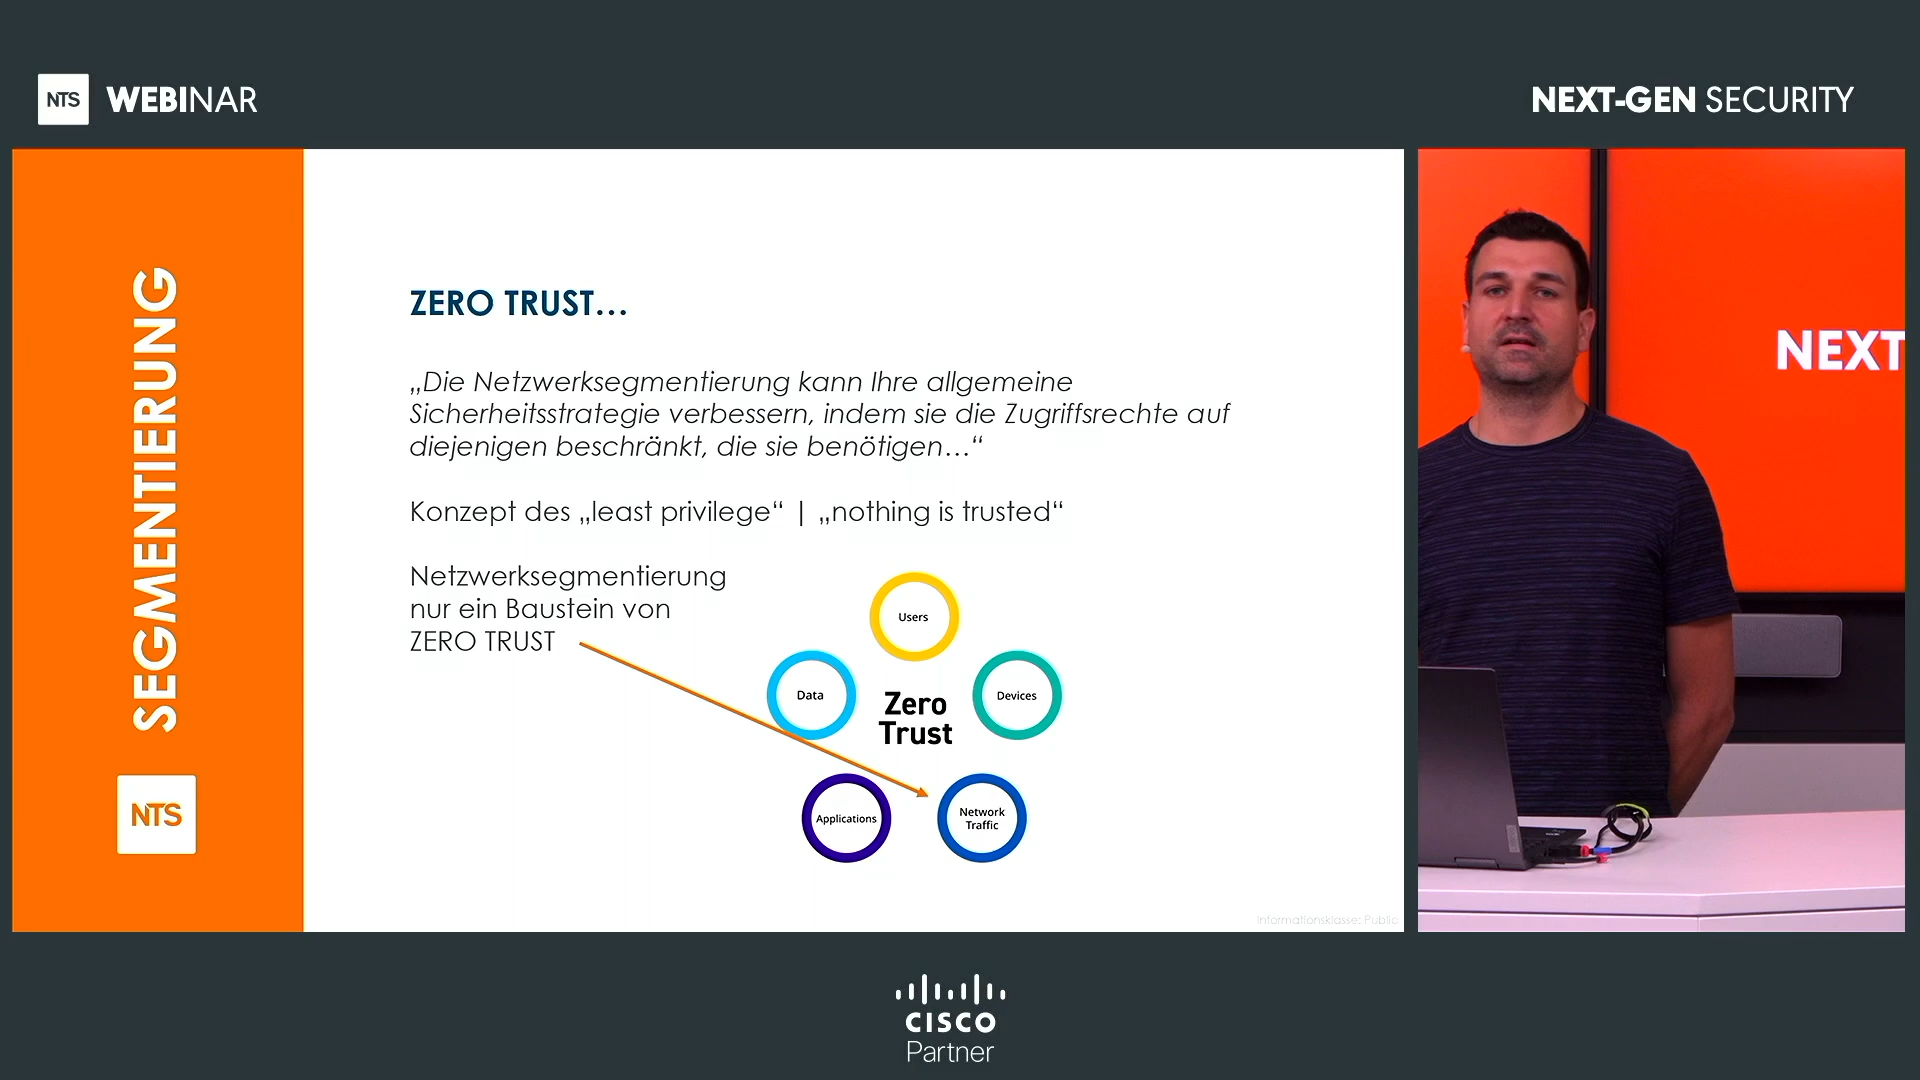 NTS WEBINAR
NEXT-GEN SECURITY
SEGMENTIERUNG
NTS
ZERO TRUST...
„Die Netzwerksegmentierung kann Ihre allgemeine
Sicherheitsstrategie verbessern, indem sie die Zugriffsrechte auf
diejenigen beschränkt, die sie benötigen...“
Konzept des „least privilege“ | „nothing is trusted“
Netzwerksegmentierung
nur ein Baustein von
ZERO TRUST
Users
Data
Devices
Zero
Trust
Applications
Network
Traffic
Informationsklasse: Public
NEXT
CISCO
Partner